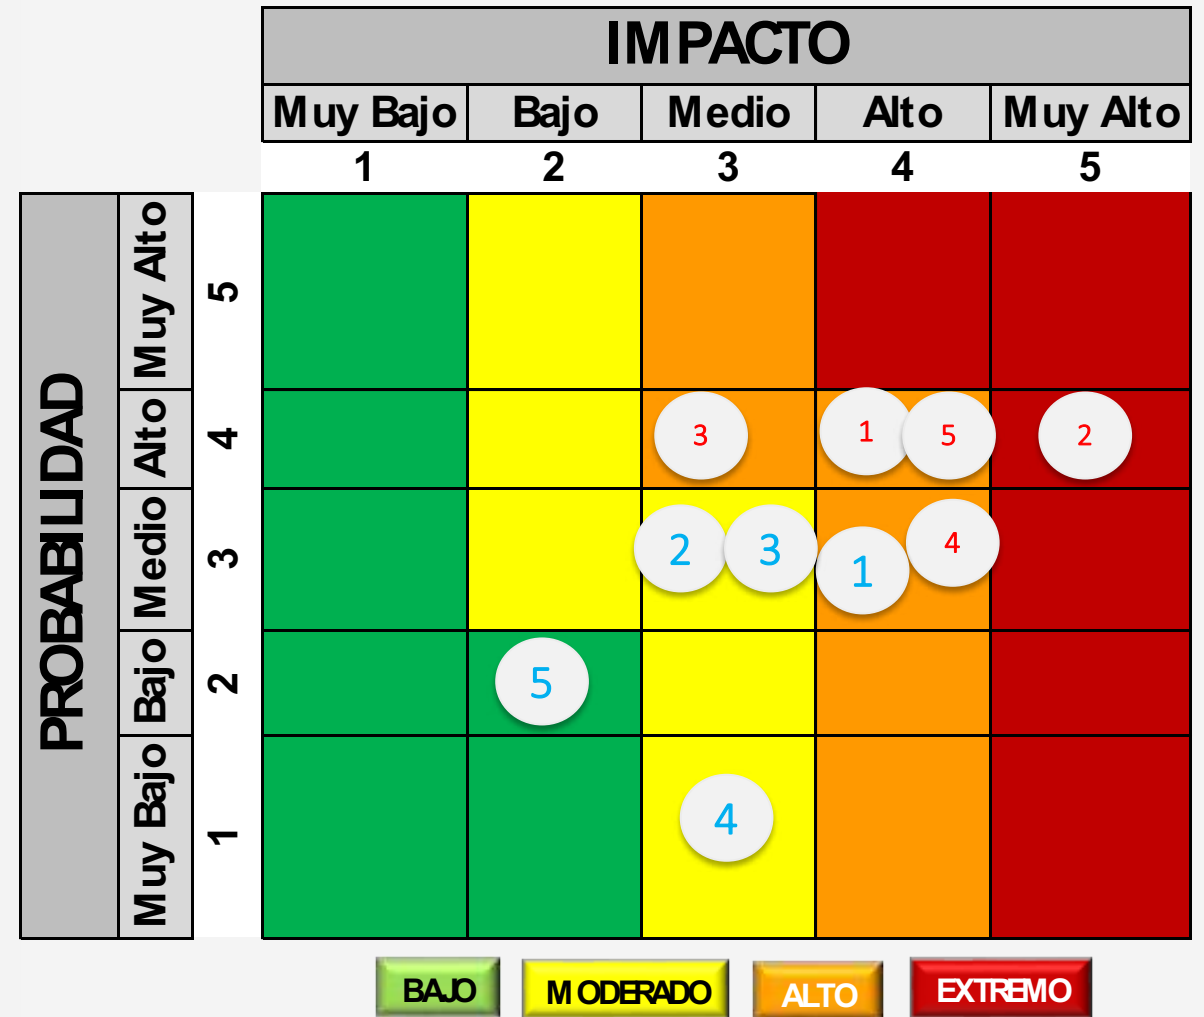 IMPACTO
Muy Bajo Bajo Medio Alto Muy Alto
1 2 3 4 5
PROBABILIDAD
Muy Alto 5
Alto 4 3 1 5 2
Medio 3 2 3 1 4
Bajo 2 5
Muy Bajo 1 4
BAJO MODERADO ALTO EXTREMO